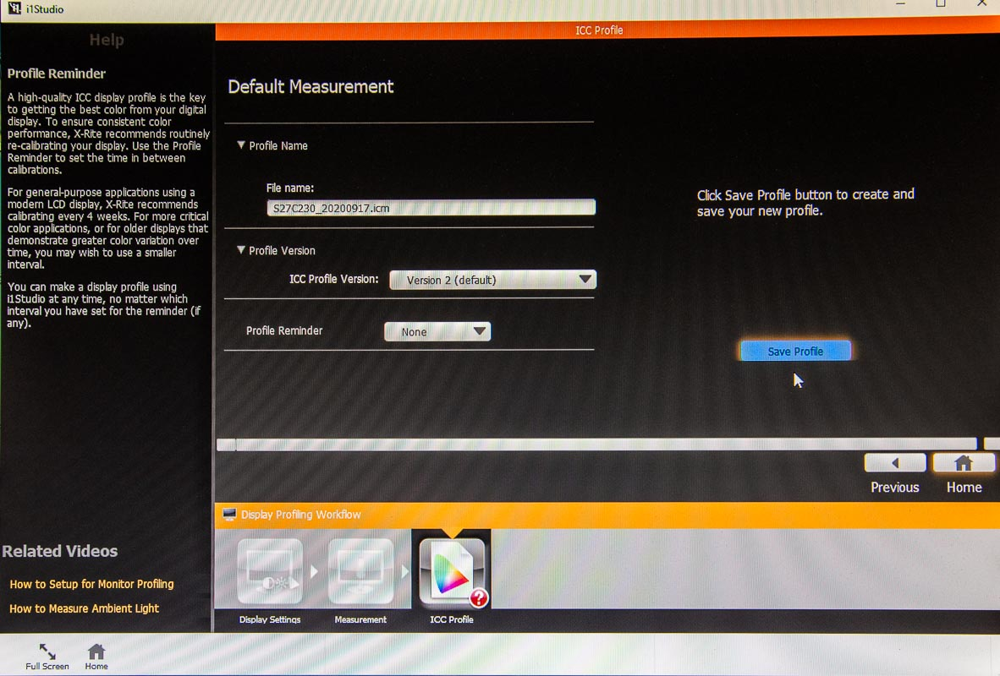 i1Studio
Help
Profile Reminder
A high-quality ICC display profile is the key
to getting the best color from your digital
display. To ensure consistent color
performance, X-Rite recommends routinely
re-calibrating your display. Use the Profile
Reminder to set the time in between
calibrations.
For general-purpose applications using a
modern LCD display, X-Rite recommends
calibrating every 4 weeks. For more critical
color applications, or for older displays that
demonstrate greater color variation over
time, you may wish to use a smaller
interval.
You can make a display profile using
i1Studio at any time, no matter which
interval you have set for the reminder (if
any).
Related Videos
How to Setup for Monitor Profiling
How to Measure Ambient Light
ICC Profile
Default Measurement
Profile Name
File name:
S27C230_20200917.icm
Profile Version
ICC Profile Version: Version 2 (default)
Profile Reminder None
Click Save Profile button to create and
save your new profile.
Save Profile
Previous Home
Display Profiling Workflow
?
Display Settings Measurement ICC Profile
Full Screen Home